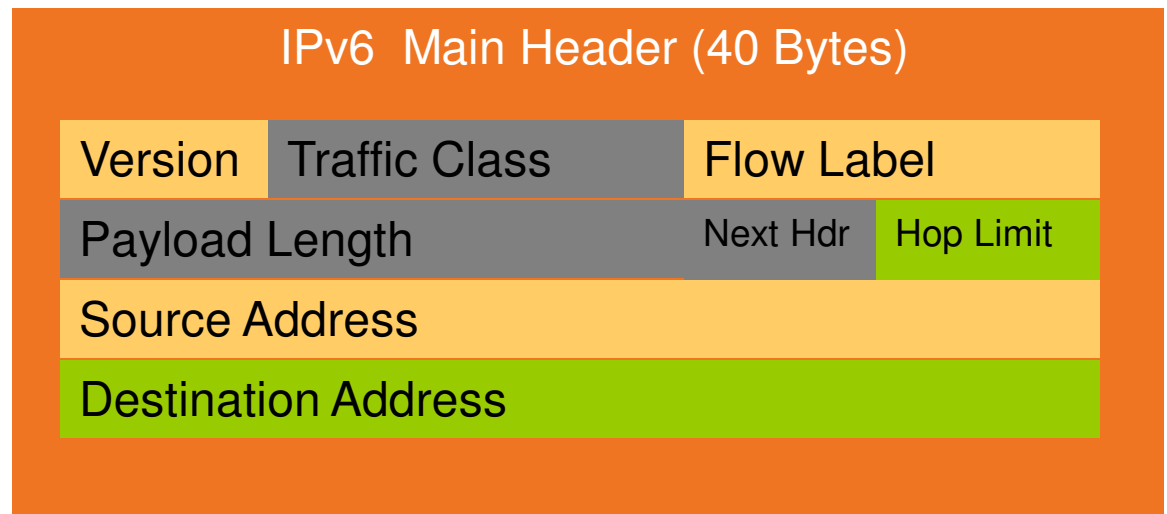 IPv6 Main Header (40 Bytes)
Version Traffic Class Flow Label
Payload Length Next Hdr Hop Limit
Source Address
Destination Address